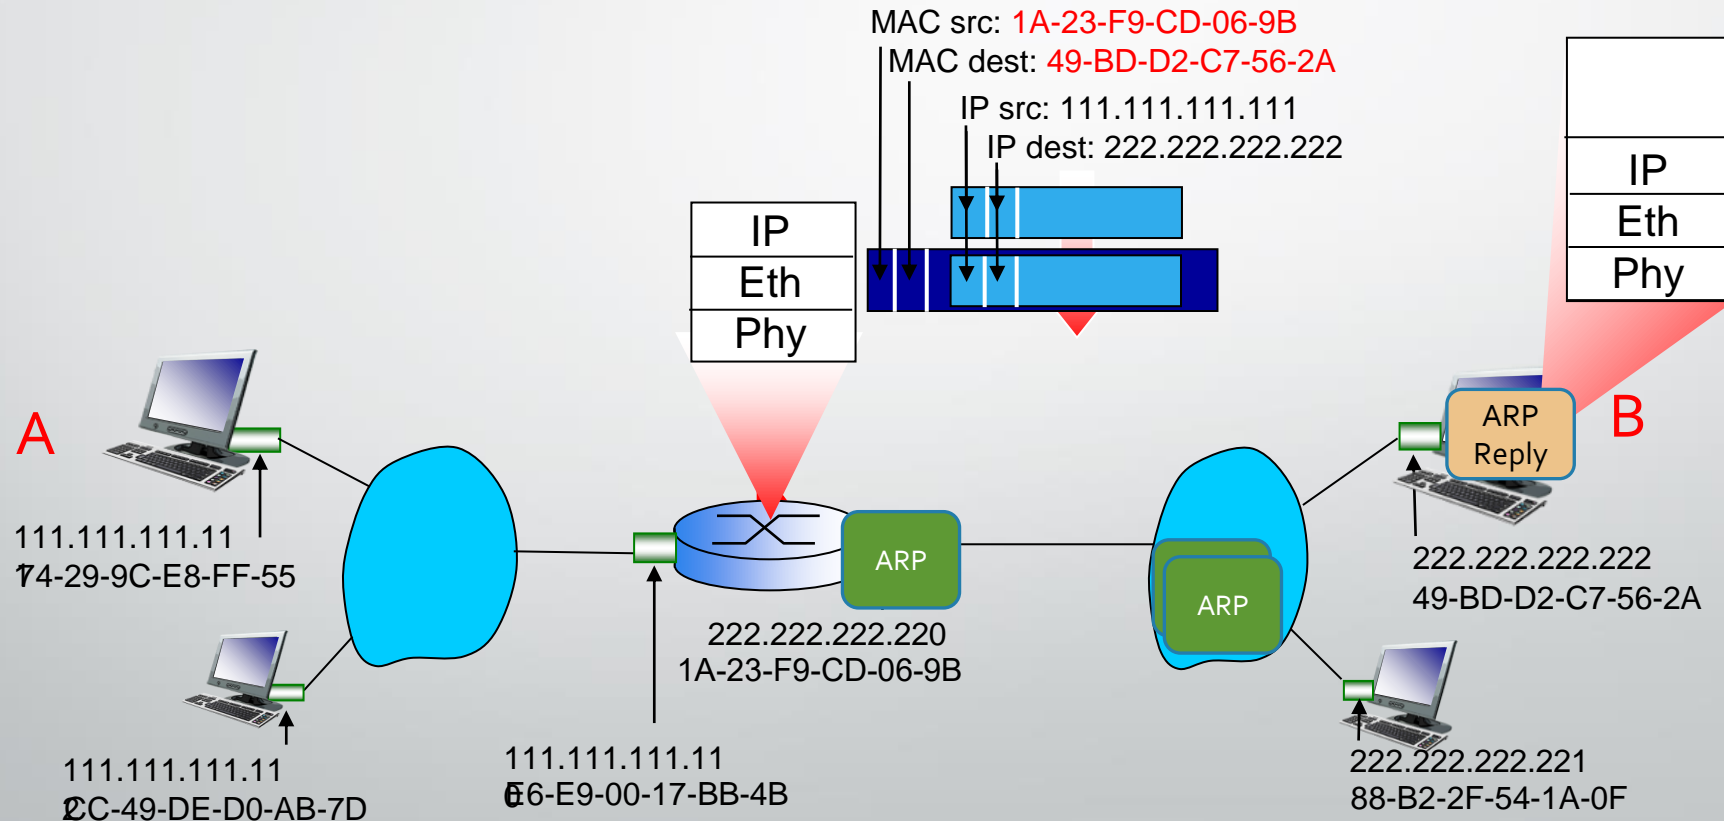 MAC src: 1A-23-F9-CD-06-9B
MAC dest: 49-BD-D2-C7-56-2A
IP src: 111.111.111.111
IP dest: 222.222.222.222
IP
Eth
Phy
IP
Eth
Phy
A
B
ARP
Reply
111.111.111.11
1
74-29-9C-E8-FF-55
ARP
ARP
222.222.222.222
49-BD-D2-C7-56-2A
222.222.222.220
1A-23-F9-CD-06-9B
111.111.111.11
2
CC-49-DE-D0-AB-7D
111.111.111.11
0
E6-E9-00-17-BB-4B
222.222.222.221
88-B2-2F-54-1A-0F